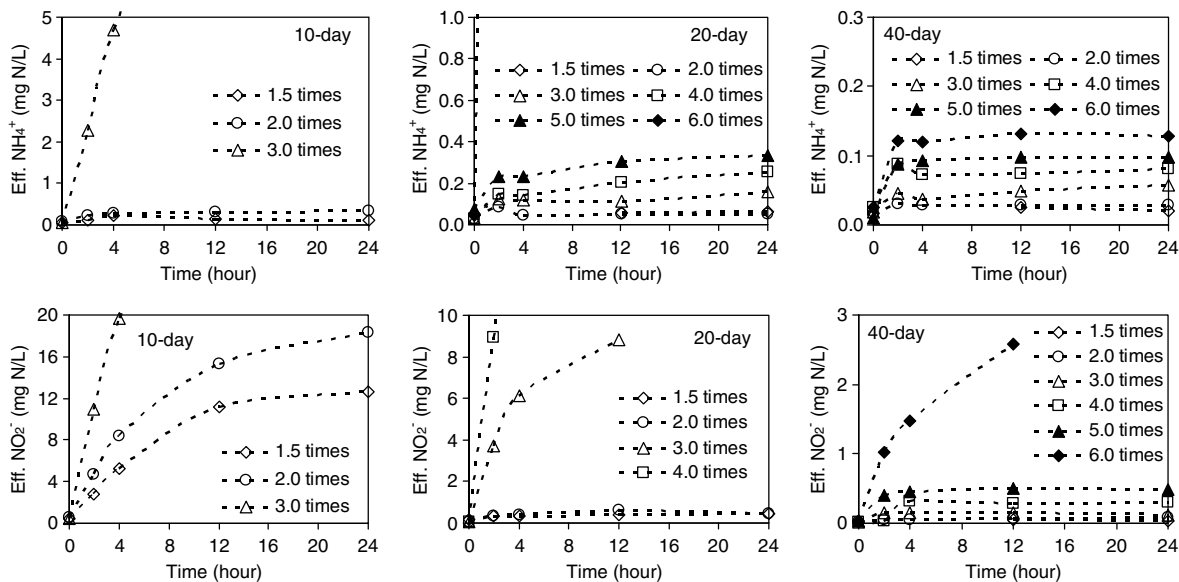 Eff. NH₄⁺ (mg N/L)
5
4
3
2
1
0
10-day
1.5 times
2.0 times
3.0 times
0 4 8 12 16 20 24
Time (hour)
Eff. NH₄⁺ (mg N/L)
1.0
0.8
0.6
0.4
0.2
0.0
20-day
1.5 times 2.0 times
3.0 times 4.0 times
5.0 times 6.0 times
0 4 8 12 16 20 24
Time (hour)
Eff. NH₄⁺ (mg N/L)
0.3
0.2
0.1
0.0
40-day
1.5 times 2.0 times
3.0 times 4.0 times
5.0 times 6.0 times
0 4 8 12 16 20 24
Time (hour)
Eff. NO₂⁻ (mg N/L)
20
16
12
8
4
0
10-day
1.5 times
2.0 times
3.0 times
0 4 8 12 16 20 24
Time (hour)
Eff. NO₂⁻ (mg N/L)
10
8
6
4
2
0
20-day
1.5 times
2.0 times
3.0 times
4.0 times
0 4 8 12 16 20 24
Time (hour)
Eff. NO₂⁻ (mg N/L)
3
2
1
0
40-day
1.5 times
2.0 times
3.0 times
4.0 times
5.0 times
6.0 times
0 4 8 12 16 20 24
Time (hour)